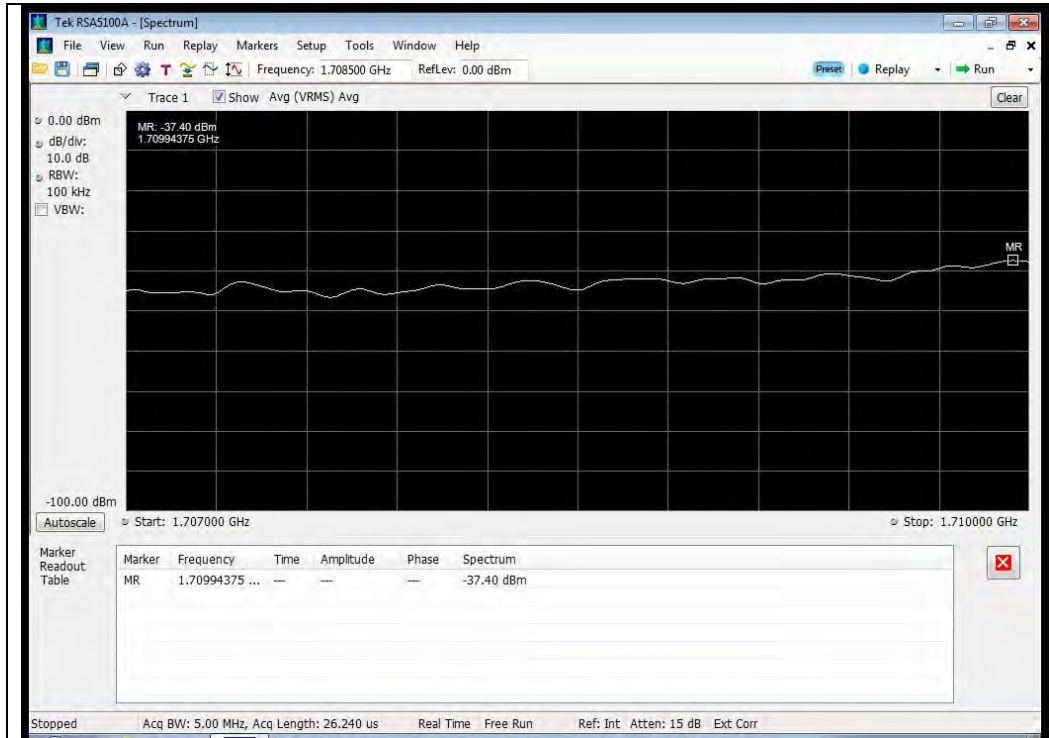 Tek RSA5100A - [Spectrum]
File View Run Replay Markers Setup Tools Window Help
T Frequency: 1.708500 GHz RefLev: 0.00 dBm Preset Replay Run
Trace 1 Show Avg (VRMS) Avg Clear
0.00 dBm
dB/div:
10.0 dB
RBW:
100 kHz
VBW:
MR: -37.40 dBm
1.70994375 GHz
MR
-100.00 dBm
Autoscale Start: 1.707000 GHz Stop: 1.710000 GHz
Marker
Readout
Table
Marker Frequency Time Amplitude Phase Spectrum
MR 1.70994375 ... --- --- --- -37.40 dBm
Stopped Acq BW: 5.00 MHz, Acq Length: 26.240 us Real Time Free Run Ref: Int Atten: 15 dB Ext Corr